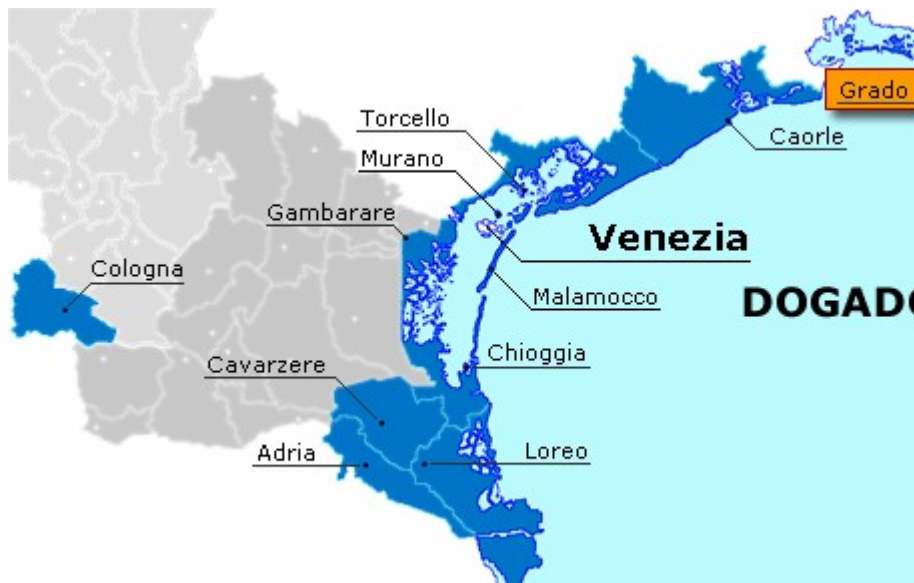 Grado
Torcello
Caorle
Murano
Gambarare
Venezia
Cologna
Malamocco
DOGADO
Chioggia
Cavarzere
Adria
Loreo